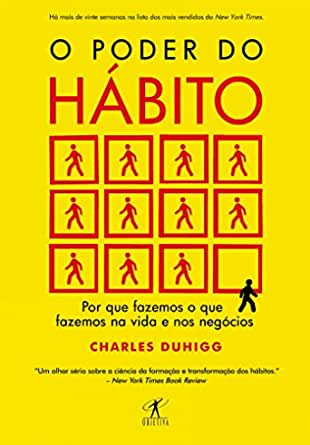 Há mais de vinte semanas na lista dos mais vendidos do New York Times.
O PODER DO
HÁBITO
Por que fazemos o que
fazemos na vida e nos negócios
CHARLES DUHIGG
"Um olhar sério sobre a ciência da formação e transformação dos hábitos."
– New York Times Book Review
OBJETIVA